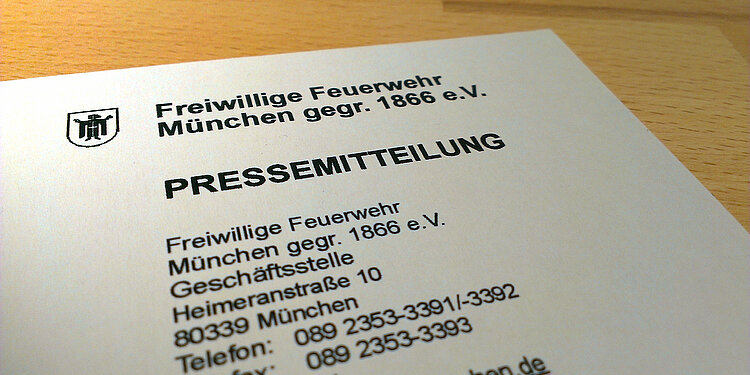 Freiwillige Feuerwehr
München gegr. 1866 e.V.
PRESSEMITTEILUNG
Freiwillige Feuerwehr
München gegr. 1866 e.V.
Geschäftsstelle
Heimeranstraße 10
80339 München
Telefon: 089 2353-3391/-3392
089 2353-3393